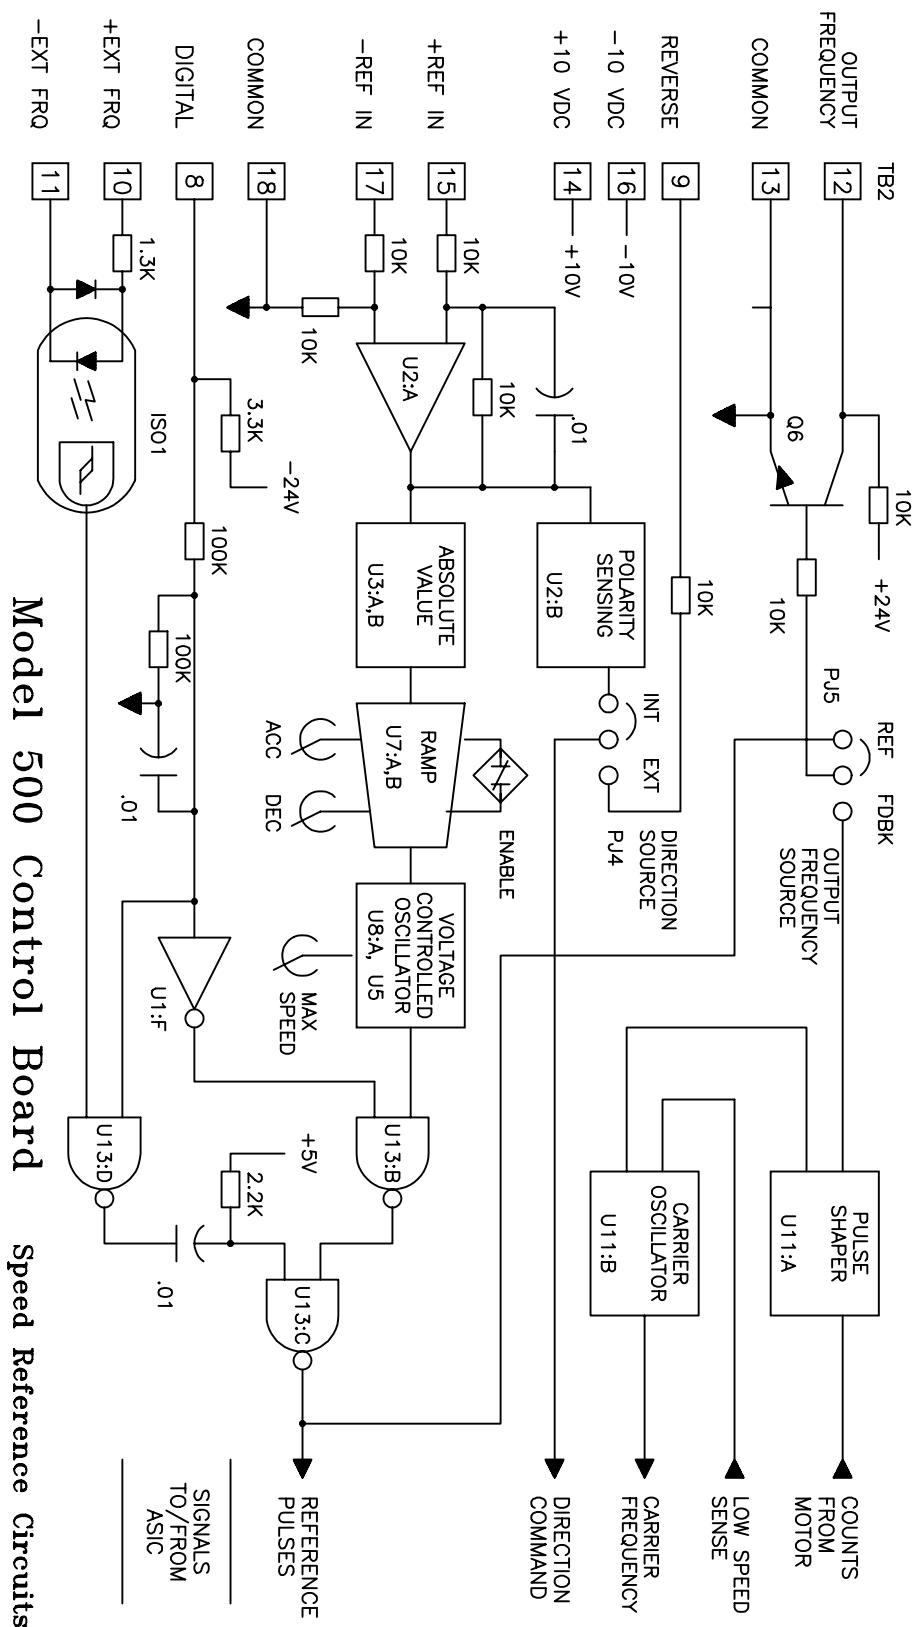 TB2
OUTPUT
FREQUENCY
12
COMMON
13
REVERSE
9
-10 VDC
16
-10V
+10 VDC
14
+10V
+REF IN
15
10K
-REF IN
17
10K
COMMON
18
10K
DIGITAL
8
+EXT FRQ
10
1.3K
-EXT FRQ
11
10K
+24V
Q6
10K
PJ5
REF
FDBK
OUTPUT
FREQUENCY
SOURCE
PULSE
SHAPER
U11:A
COUNTS
FROM
MOTOR
LOW SPEED
SENSE
CARRIER
OSCILLATOR
U11:B
CARRIER
FREQUENCY
10K
DIRECTION
SOURCE
PJ4
INT
EXT
POLARITY
SENSING
U2:B
DIRECTION
COMMAND
.01
10K
U2:A
ABSOLUTE
VALUE
U3:A,B
RAMP
U7:A,B
ENABLE
ACC
DEC
VOLTAGE
CONTROLLED
OSCILLATOR
U8:A, U5
MAX
SPEED
U13:B
3.3K
-24V
100K
100K
.01
U1:F
+5V
2.2K
U13:C
REFERENCE
PULSES
ISO1
U13:D
.01
SIGNALS
TO/FROM
ASIC
Model 500 Control Board Speed Reference Circuits